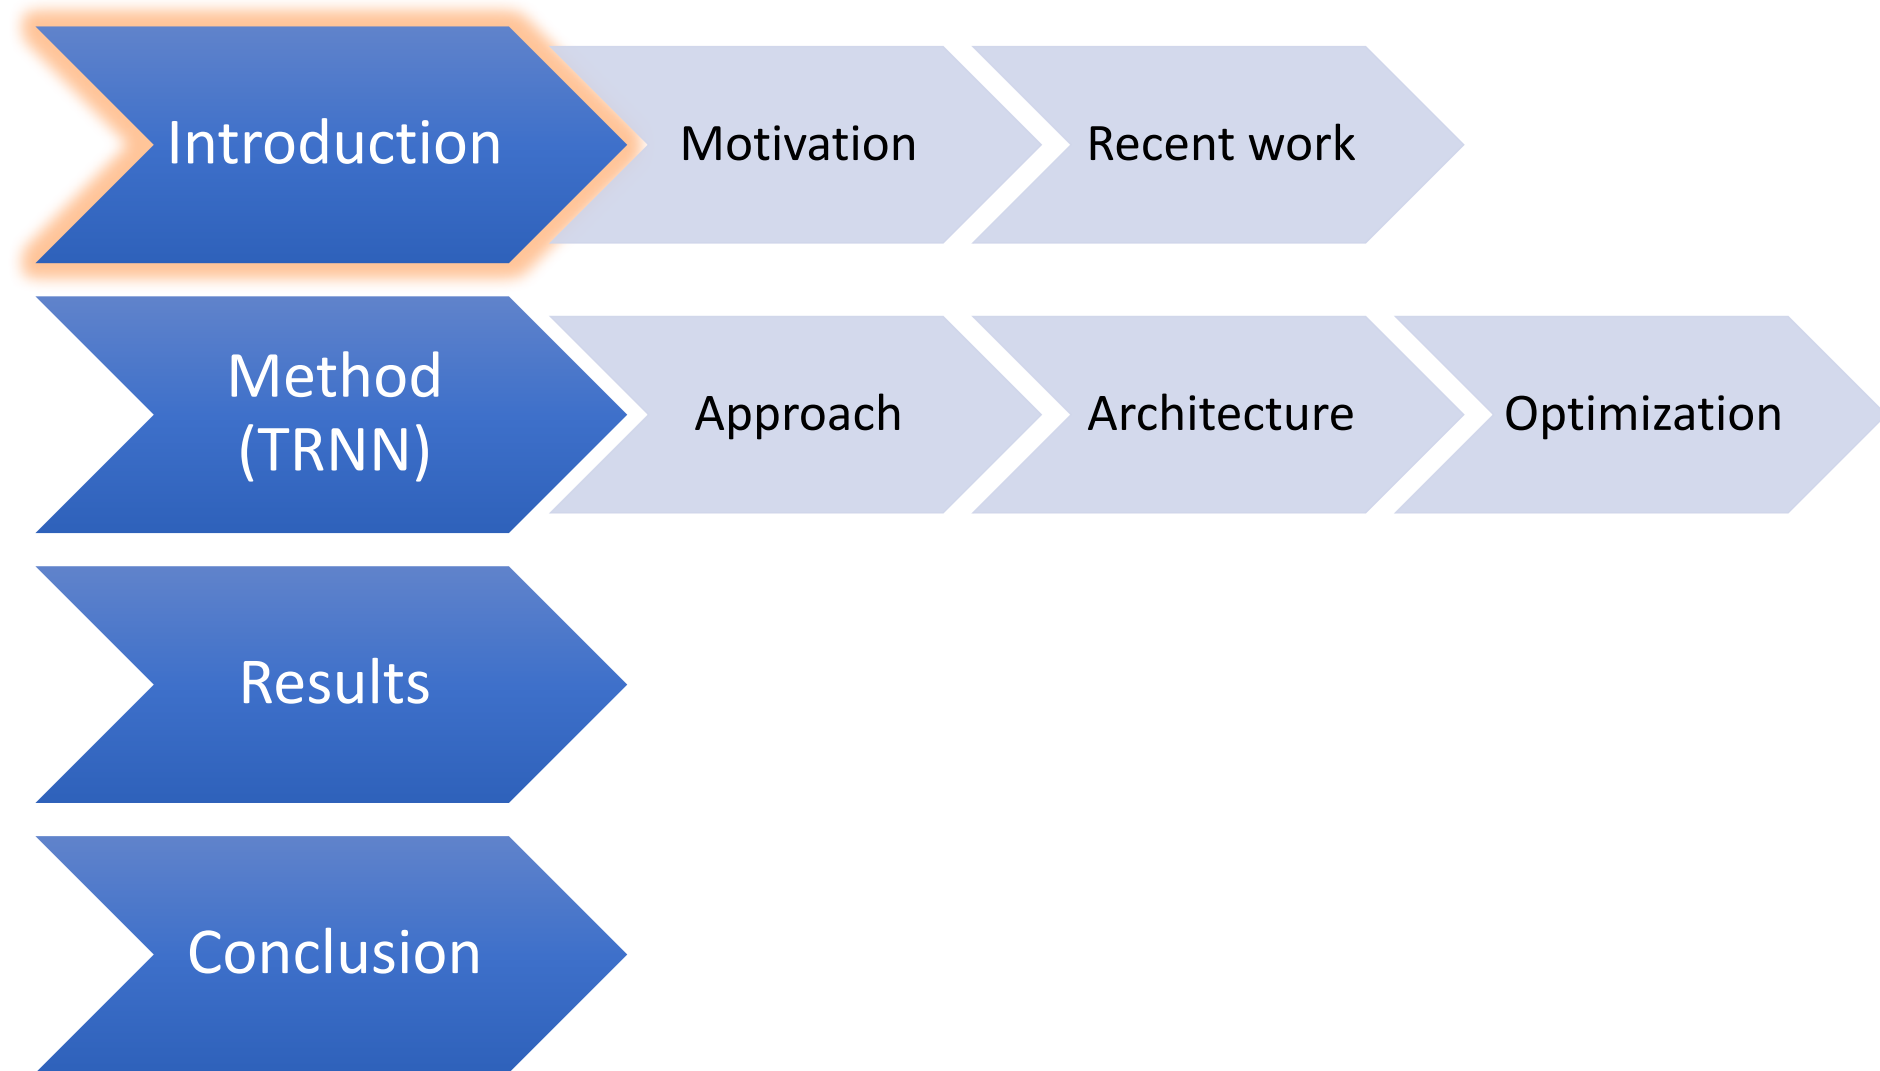 Introduction
Motivation
Recent work
Method
(TRNN)
Approach
Architecture
Optimization
Results
Conclusion